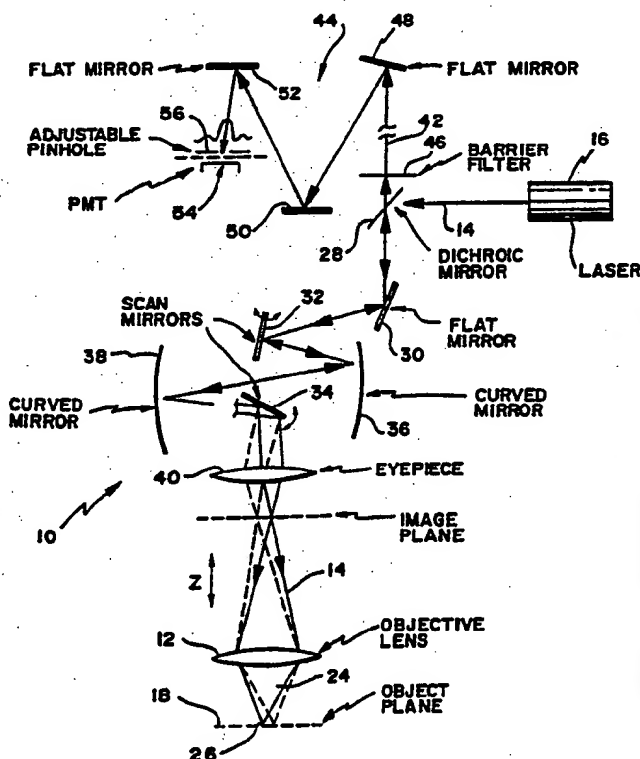 44
48
FLAT MIRROR
52
FLAT MIRROR
56
42
ADJUSTABLE
PINHOLE
46
BARRIER
FILTER
16
PMT
54
50
14
28
DICHROIC
MIRROR
LASER
SCAN
MIRRORS
32
30
FLAT
MIRROR
38
34
CURVED
MIRROR
36
CURVED
MIRROR
40
EYEPIECE
10
IMAGE
PLANE
Z
14
12
OBJECTIVE
LENS
24
18
OBJECT
PLANE
26